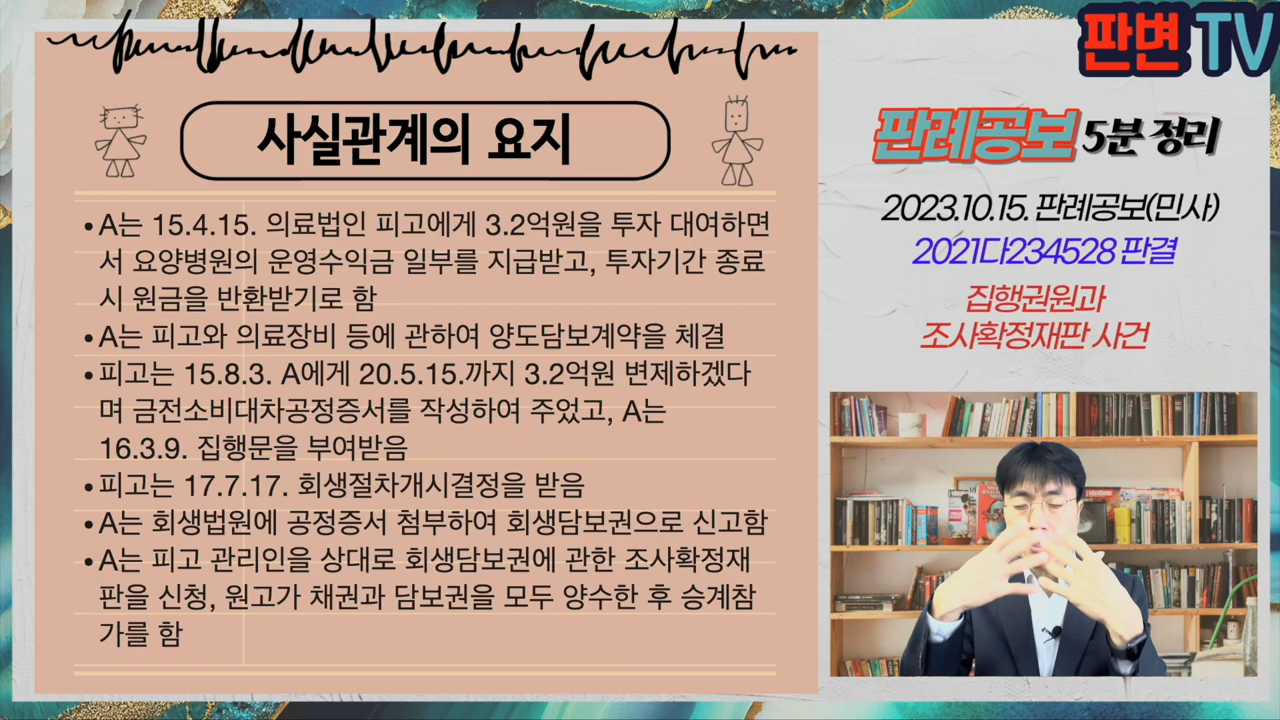 판변 TV
사실관계의 요지
•A는 15.4.15. 의료법인 피고에게 3.2억원을 투자 대여하면
서 요양병원의 운영수익금 일부를 지급받고, 투자기간 종료
시 원금을 반환받기로 함
•A는 피고와 의료장비 등에 관하여 양도담보계약을 체결
•피고는 15.8.3. A에게 20.5.15.까지 3.2억원 변제하겠다
며 금전소비대차공정증서를 작성하여 주었고, A는
16.3.9. 집행문을 부여받음
•피고는 17.7.17. 회생절차개시결정을 받음
•A는 회생법원에 공정증서 첨부하여 회생담보권으로 신고함
•A는 피고 관리인을 상대로 회생담보권에 관한 조사확정재
판을 신청, 원고가 채권과 담보권을 모두 양수한 후 승계참
가를 함
판례공보 5분 정리
2023.10.15. 판례공보(민사)
2021다234528 판결
집행권원과
조사확정재판 사건